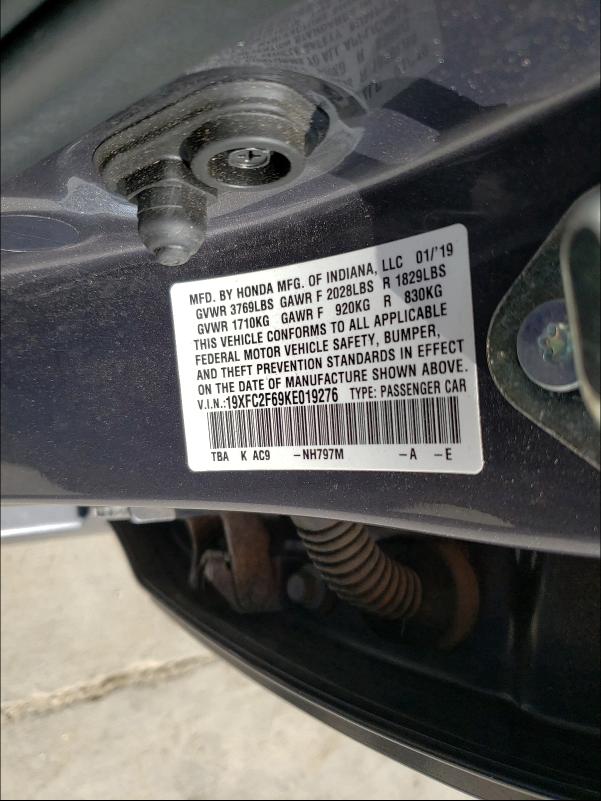 MFD. BY HONDA MFG. OF INDIANA, LLC 01/'19
GVWR 3769LBS GAWR F 2028LBS R 1829LBS
GVWR 1710KG GAWR F 920KG R 830KG
THIS VEHICLE CONFORMS TO ALL APPLICABLE
FEDERAL MOTOR VEHICLE SAFETY, BUMPER,
AND THEFT PREVENTION STANDARDS IN EFFECT
ON THE DATE OF MANUFACTURE SHOWN ABOVE.
V.I.N.:19XFC2F69KE019276 TYPE: PASSENGER CAR
TBA K AC9 -NH797M -A -E